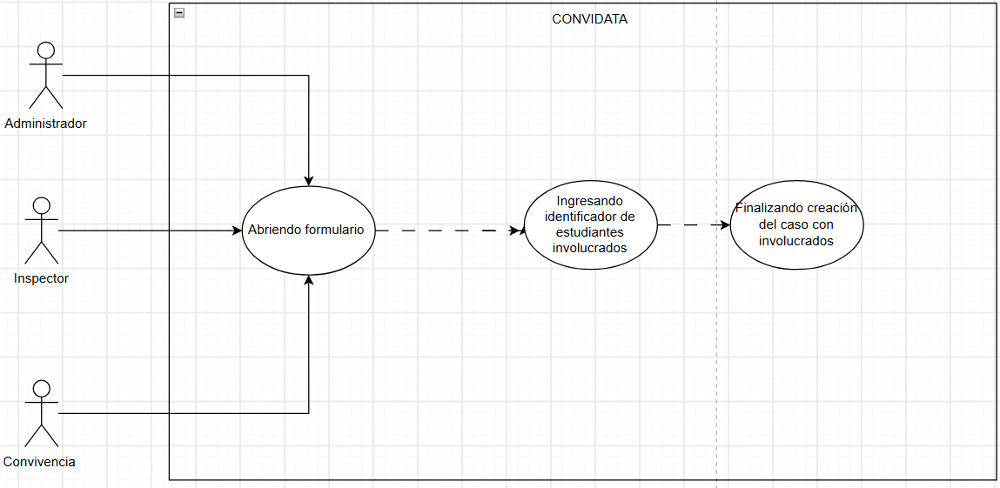 CONVIDATA
Administrador
Inspector
Convivencia
Abriendo formulario
Ingresando
identificador de
estudiantes
involucrados
Finalizando creación
del caso con
involucrados